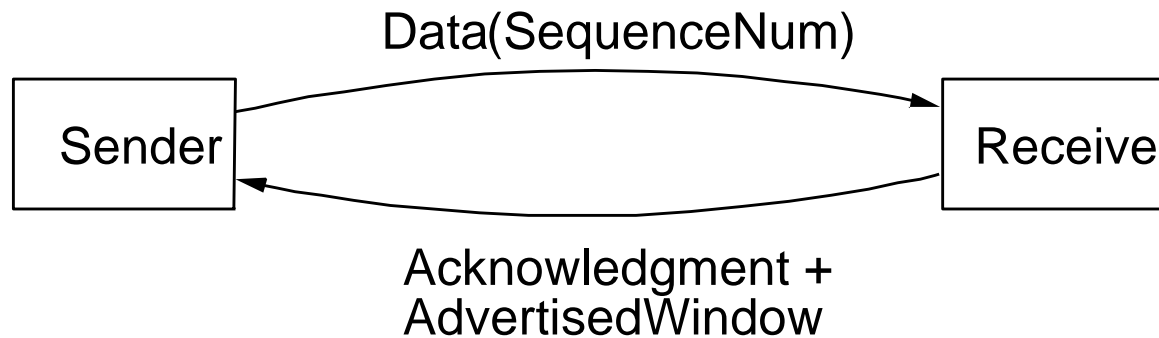 Data(SequenceNum)
Sender
Receive
Acknowledgment +
AdvertisedWindow